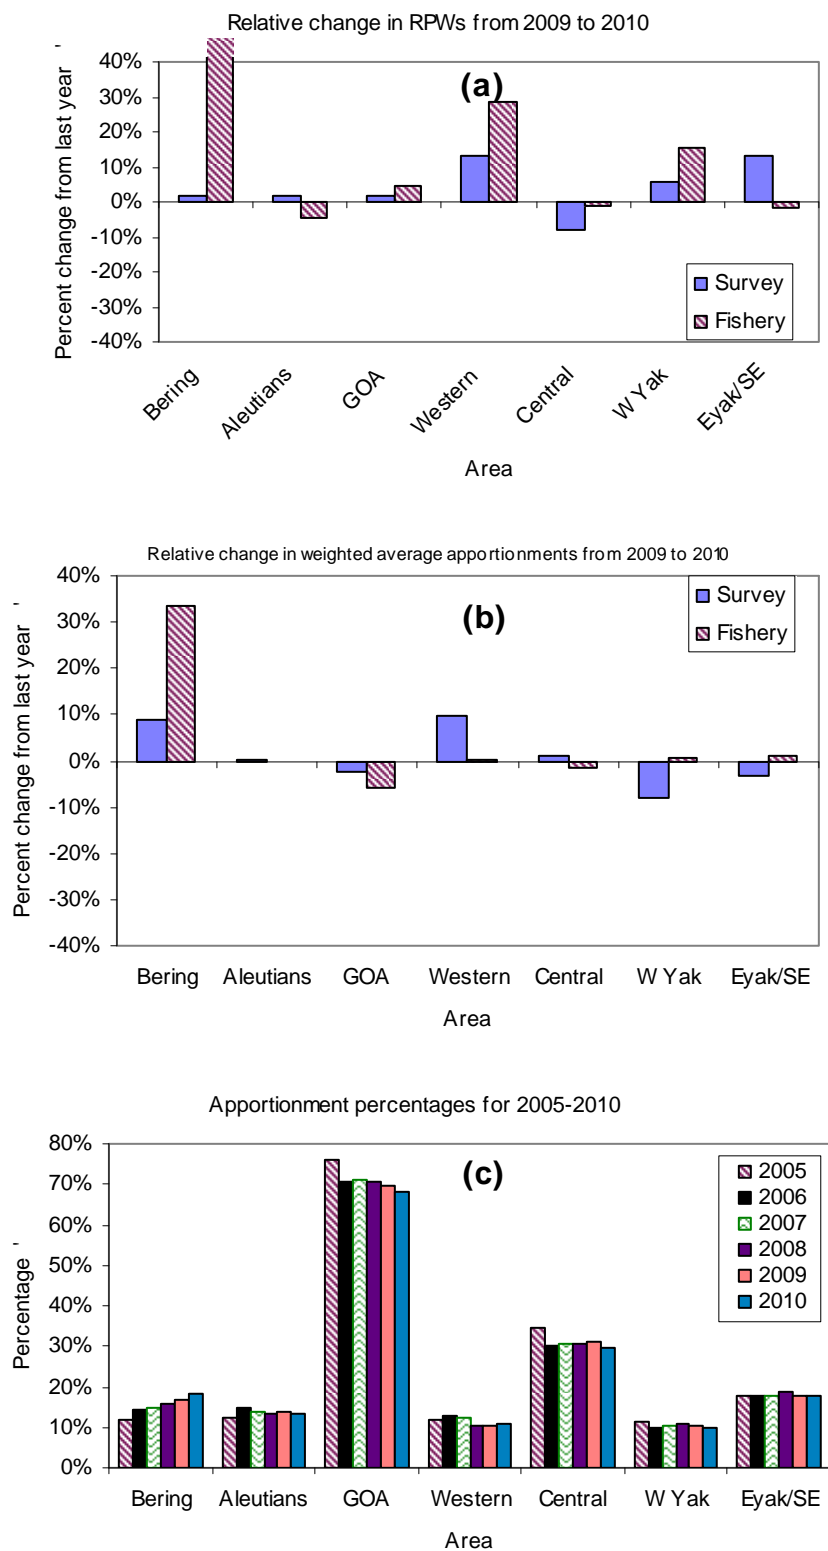 Relative change in RPWs from 2009 to 2010
Percent change from last year '
40%
30%
20%
10%
0%
-10%
-20%
-30%
-40%
(a)
Survey
Fishery
Bering
Aleutians
GOA
Western
Central
W Yak
Eyak/SE
Area
Relative change in weighted average apportionments from 2009 to 2010
Percent change from last year '
40%
30%
20%
10%
0%
-10%
-20%
-30%
-40%
(b)
Survey
Fishery
Bering
Aleutians
GOA
Western
Central
W Yak
Eyak/SE
Area
Apportionment percentages for 2005-2010
Percentage '
80%
70%
60%
50%
40%
30%
20%
10%
0%
(c)
2005
2006
2007
2008
2009
2010
Bering
Aleutians
GOA
Western
Central
W Yak
Eyak/SE
Area